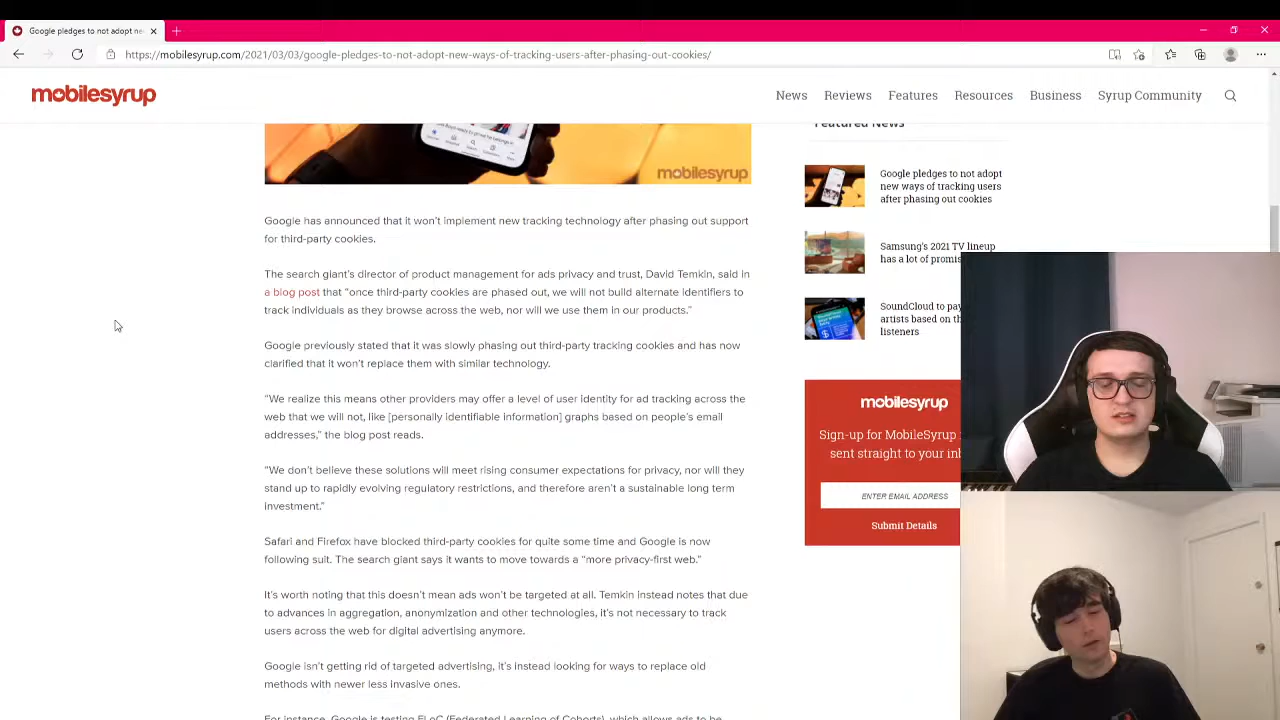 Google pledges to not adopt ne
https://mobilesyrup.com/2021/03/03/google-pledges-to-not-adopt-new-ways-of-tracking-users-after-phasing-out-cookies/
mobilesyrup
News Reviews Features Resources Business Syrup Community
mobilesyrup
Google has announced that it won't implement new tracking technology after phasing out support
for third-party cookies.
The search giant's director of product management for ads privacy and trust, David Temkin, said in
a blog post that “once third-party cookies are phased out, we will not build alternate identifiers to
track individuals as they browse across the web, nor will we use them in our products.”
Google previously stated that it was slowly phasing out third-party tracking cookies and has now
clarified that it won't replace them with similar technology.
“We realize this means other providers may offer a level of user identity for ad tracking across the
web that we will not, like [personally identifiable information] graphs based on people's email
addresses,” the blog post reads.
“We don't believe these solutions will meet rising consumer expectations for privacy, nor will they
stand up to rapidly evolving regulatory restrictions, and therefore aren't a sustainable long term
investment.”
Safari and Firefox have blocked third-party cookies for quite some time and Google is now
following suit. The search giant says it wants to move towards a “more privacy-first web.”
It's worth noting that this doesn't mean ads won't be targeted at all. Temkin instead notes that due
to advances in aggregation, anonymization and other technologies, it's not necessary to track
users across the web for digital advertising anymore.
Google isn't getting rid of targeted advertising, it's instead looking for ways to replace old
methods with newer less invasive ones.
For instance, Google is testing FLoC (Federated Learning of Cohorts), which allows ads to be
Featured News
Google pledges to not adopt
new ways of tracking users
after phasing out cookies
Samsung's 2021 TV lineup
has a lot of
SoundCloud to pay
artists based on
listeners
mobilesyrup
Sign-up for MobileSyrup
sent straight to your
ENTER EMAIL ADDRESS
Submit Details